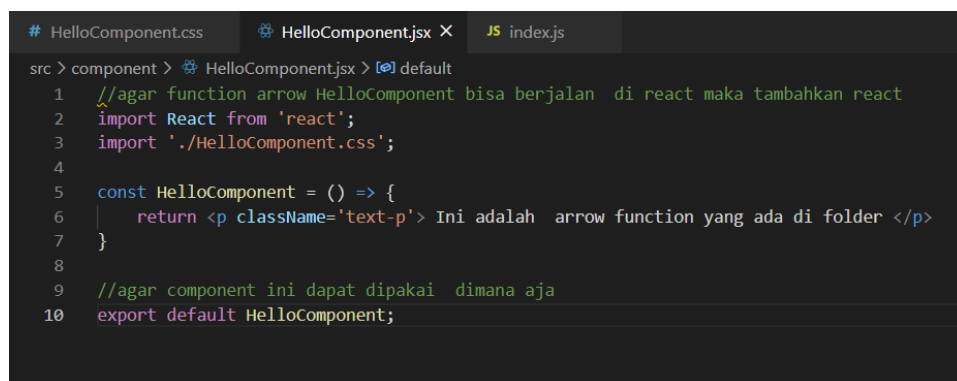 # HelloComponent.css HelloComponent.jsx × JS index.js
src > component > HelloComponent.jsx > default
1 //agar function arrow HelloComponent bisa berjalan  di react maka tambahkan react
2 import React from 'react';
3 import './HelloComponent.css';
4
5 const HelloComponent = () => {
6     return <p className='text-p'> Ini adalah  arrow function yang ada di folder </p>
7 }
8
9 //agar component ini dapat dipakai  dimana aja
10 export default HelloComponent;